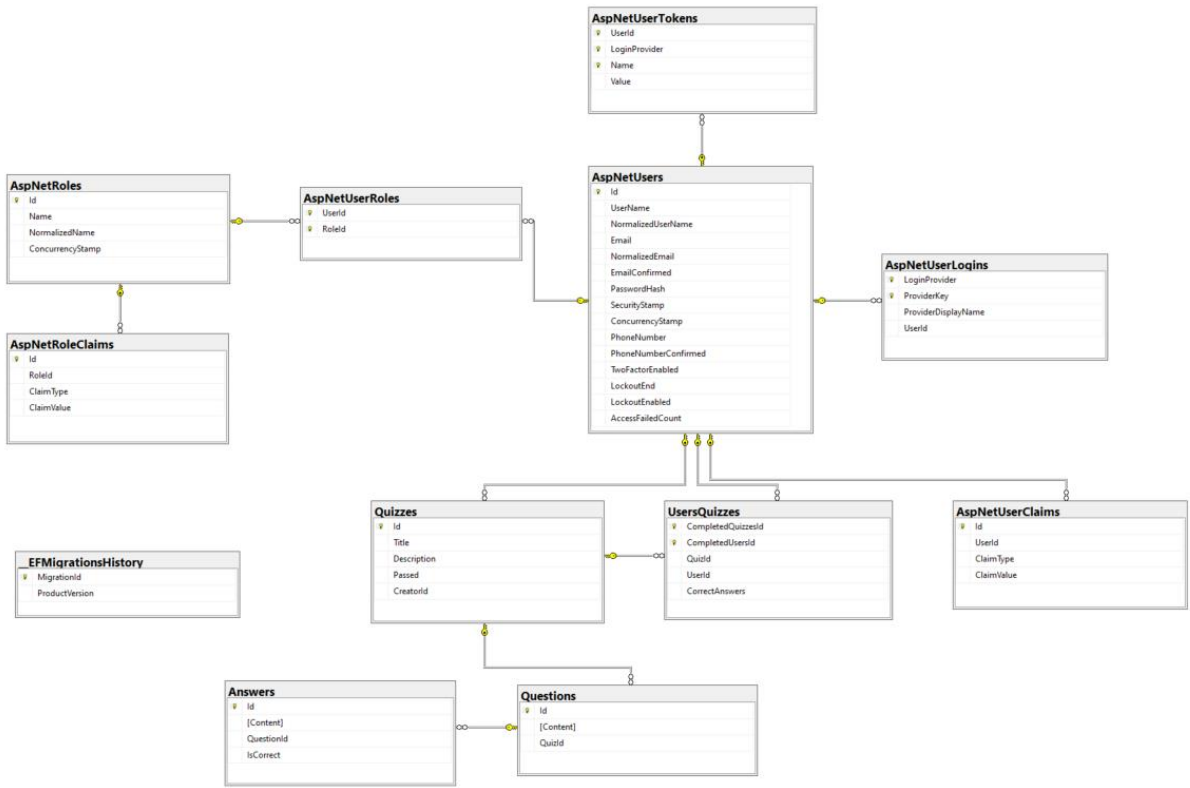 AspNetUserTokens
UserId
LoginProvider
Name
Value
AspNetRoles
Id
Name
NormalizedName
ConcurrencyStamp
AspNetUserRoles
UserId
RoleId
AspNetUsers
Id
UserName
NormalizedUserName
Email
NormalizedEmail
EmailConfirmed
PasswordHash
SecurityStamp
ConcurrencyStamp
PhoneNumber
PhoneNumberConfirmed
TwoFactorEnabled
LockoutEnd
LockoutEnabled
AccessFailedCount
AspNetUserLogins
LoginProvider
ProviderKey
ProviderDisplayName
UserId
AspNetRoleClaims
Id
RoleId
ClaimType
ClaimValue
Quizzes
Id
Title
Description
Passed
CreatorId
UsersQuizzes
CompletedQuizzesId
CompletedUsersId
QuizId
UserId
CorrectAnswers
AspNetUserClaims
Id
UserId
ClaimType
ClaimValue
__EFMigrationsHistory
MigrationId
ProductVersion
Answers
Id
[Content]
QuestionId
IsCorrect
Questions
Id
[Content]
QuizId